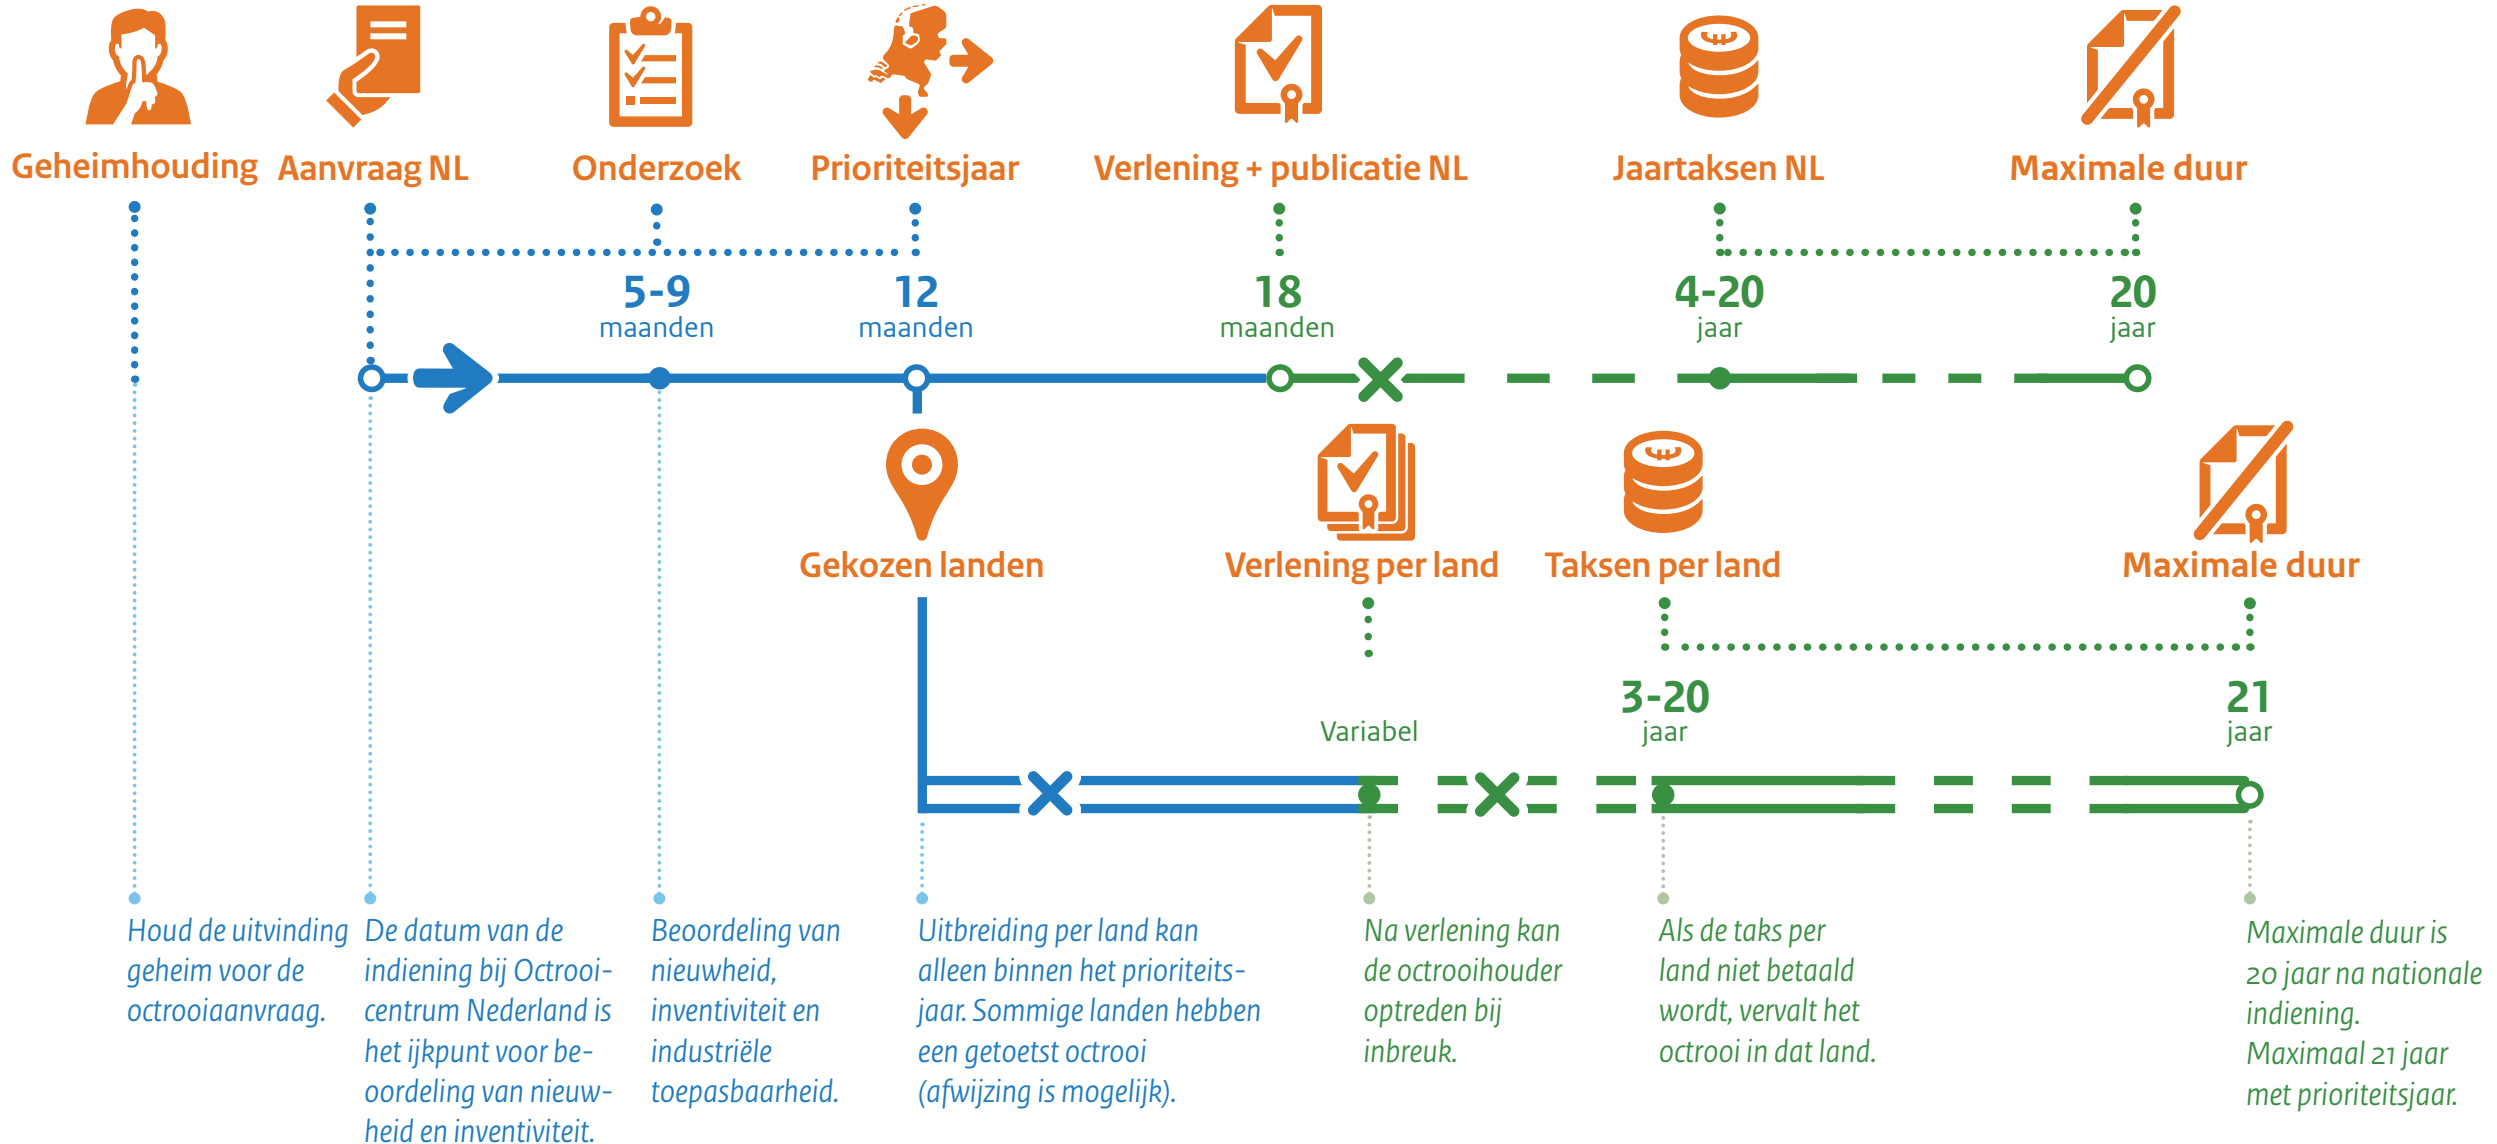 Geheimhouding
Aanvraag NL
Onderzoek
Prioriteitsjaar
Verlening + publicatie NL
Jaartaksen NL
Maximale duur
5-9
maanden
12
maanden
18
maanden
4-20
jaar
20
jaar
Gekozen landen
Verlening per land
Taksen per land
Maximale duur
Variabel
3-20
jaar
21
jaar
Houd de uitvinding
geheim voor de
octrooiaanvraag.
De datum van de
indiening bij Octrooi-
centrum Nederland is
het ijkpunt voor be-
oordeling van nieuw-
heid en inventiviteit.
Beoordeling van
nieuwheid,
inventiviteit en
industriële
toepasbaarheid.
Uitbreiding per land kan
alleen binnen het prioriteits-
jaar. Sommige landen hebben
een getoetst octrooi
(afwijzing is mogelijk).
Na verlening kan
de octrooihouder
optreden bij
inbreuk.
Als de taks per
land niet betaald
wordt, vervalt het
octrooi in dat land.
Maximale duur is
20 jaar na nationale
indiening.
Maximaal 21 jaar
met prioriteitsjaar.